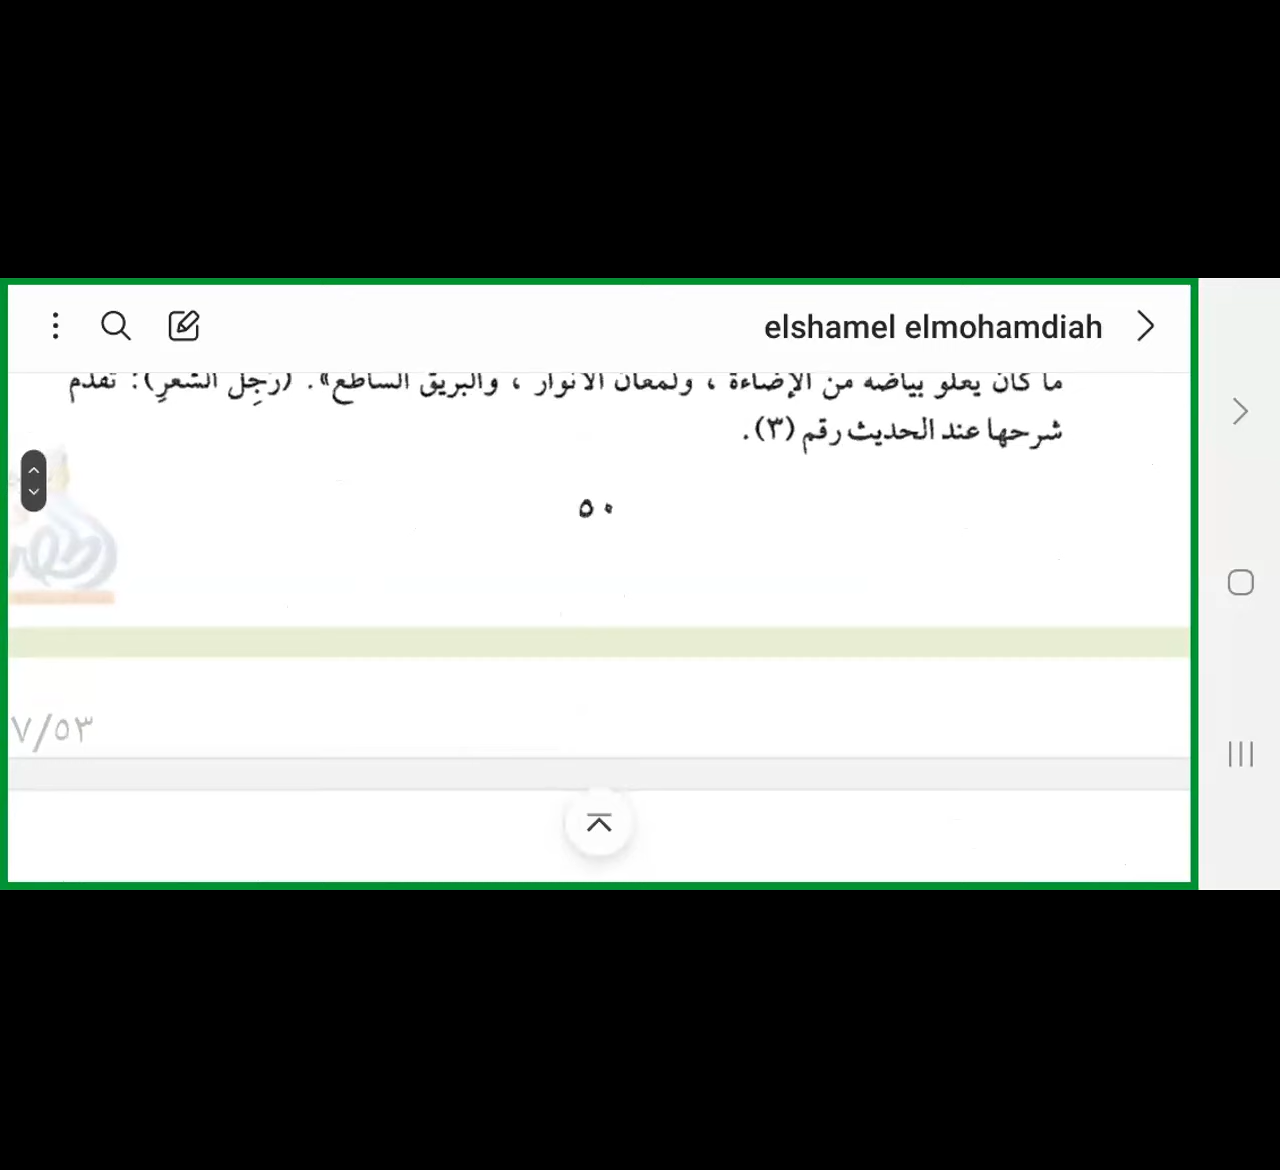 elshamel elmohamdiah
ما كان يعلو بياضه من الإضاءة ، ولمعان الأنوار ، والبريق الساطع» . (رَجِل الشعرِ): تقدم
شرحها عند الحديث رقم (٣) .
٥٠
٧/٥٣